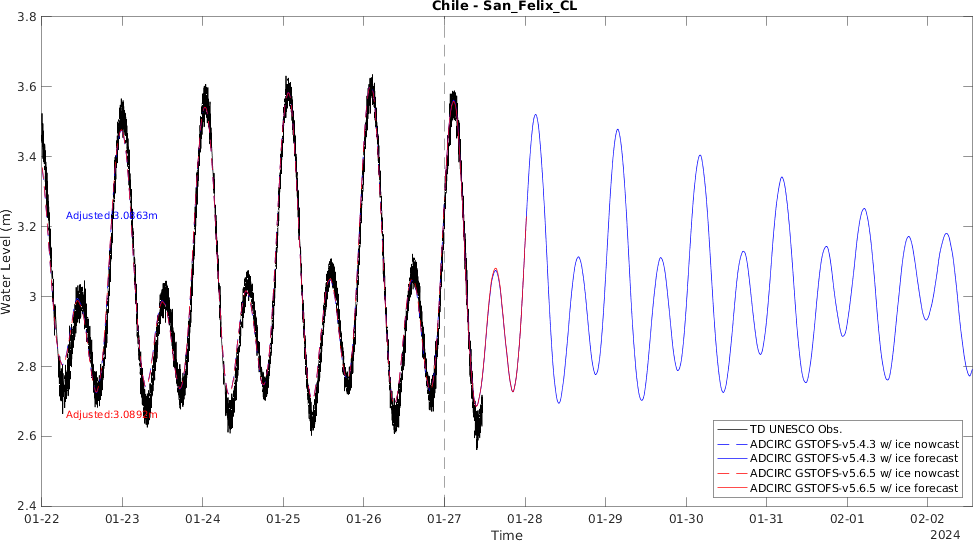 Chile - San_Felix_CL
3.8
3.6
3.4
3.2
3
2.8
2.6
2.4
Water Level (m)
Adjusted:3.0863m
Adjusted:3.0892m
TD UNESCO Obs.
ADCIRC GSTOFS-v5.4.3 w/ ice nowcast
ADCIRC GSTOFS-v5.4.3 w/ ice forecast
ADCIRC GSTOFS-v5.6.5 w/ ice nowcast
ADCIRC GSTOFS-v5.6.5 w/ ice forecast
01-22 01-23 01-24 01-25 01-26 01-27 01-28 01-29 01-30 01-31 02-01 02-02
Time
2024